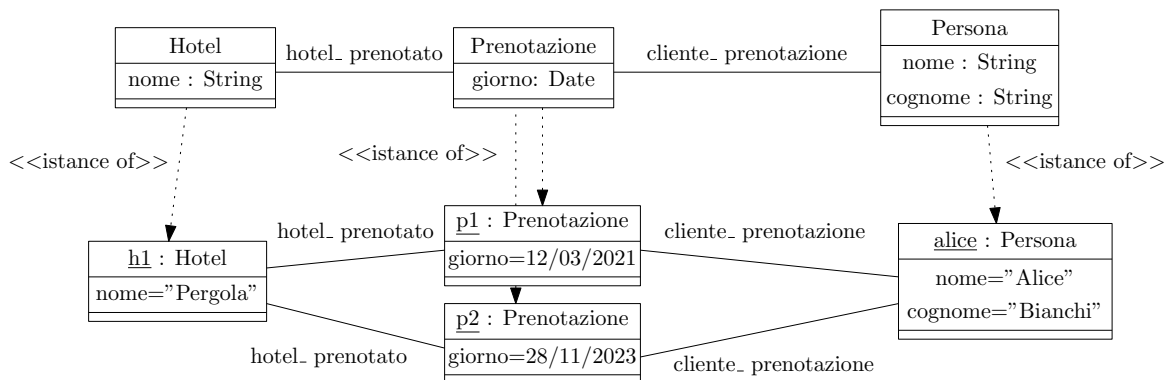 Hotel
nome : String
hotel_ prenotato
Prenotazione
giorno: Date
cliente_ prenotazione
Persona
nome : String
cognome : String
<<istance of>>
<<istance of>>
<<istance of>>
h1 : Hotel
nome="Pergola"
hotel_ prenotato
p1 : Prenotazione
giorno=12/03/2021
cliente_ prenotazione
alice : Persona
nome="Alice"
cognome="Bianchi"
hotel_ prenotato
p2 : Prenotazione
giorno=28/11/2023
cliente_ prenotazione